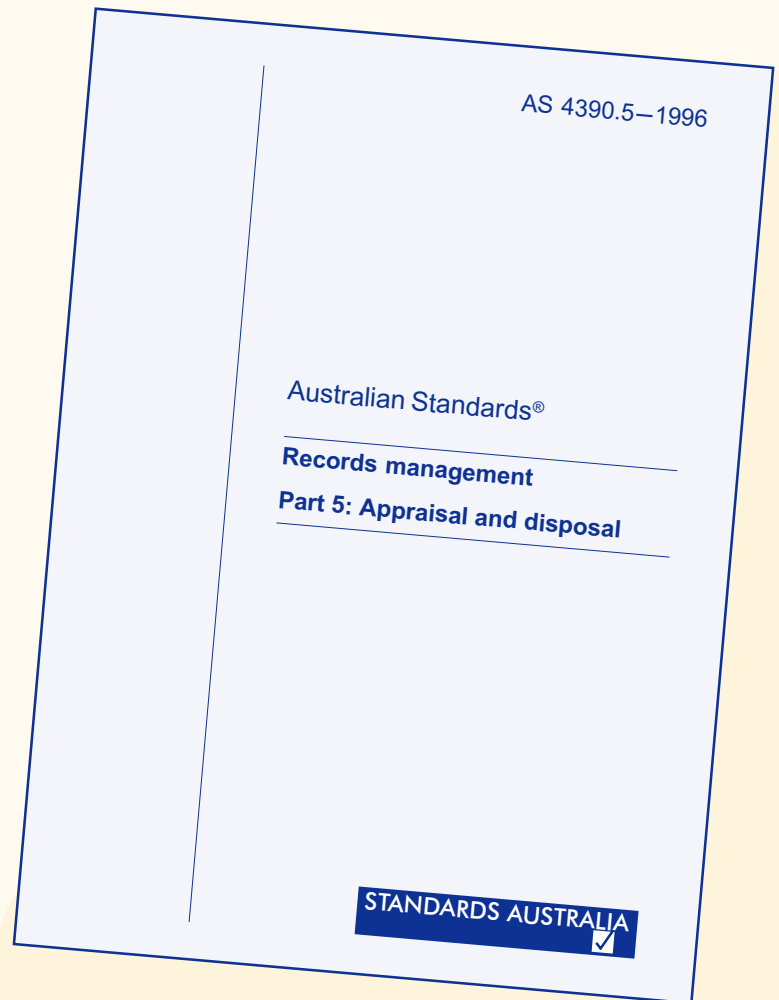 AS 4390.5—1996
Australian Standards®
Records management
Part 5: Appraisal and disposal
STANDARDS AUSTRALIA